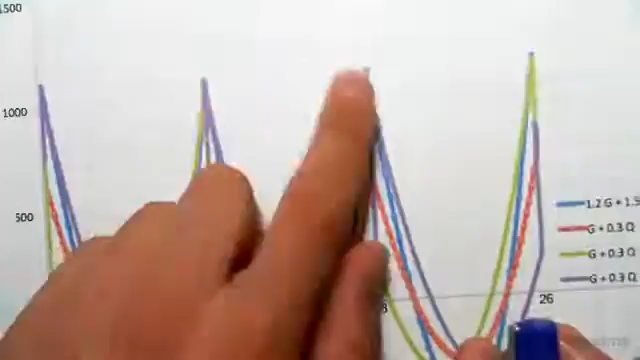 1500
1000
500
1.2 G + 1.5
G + 0.3 Q
G + 0.3 Q
G + 0.3 Q
8
26